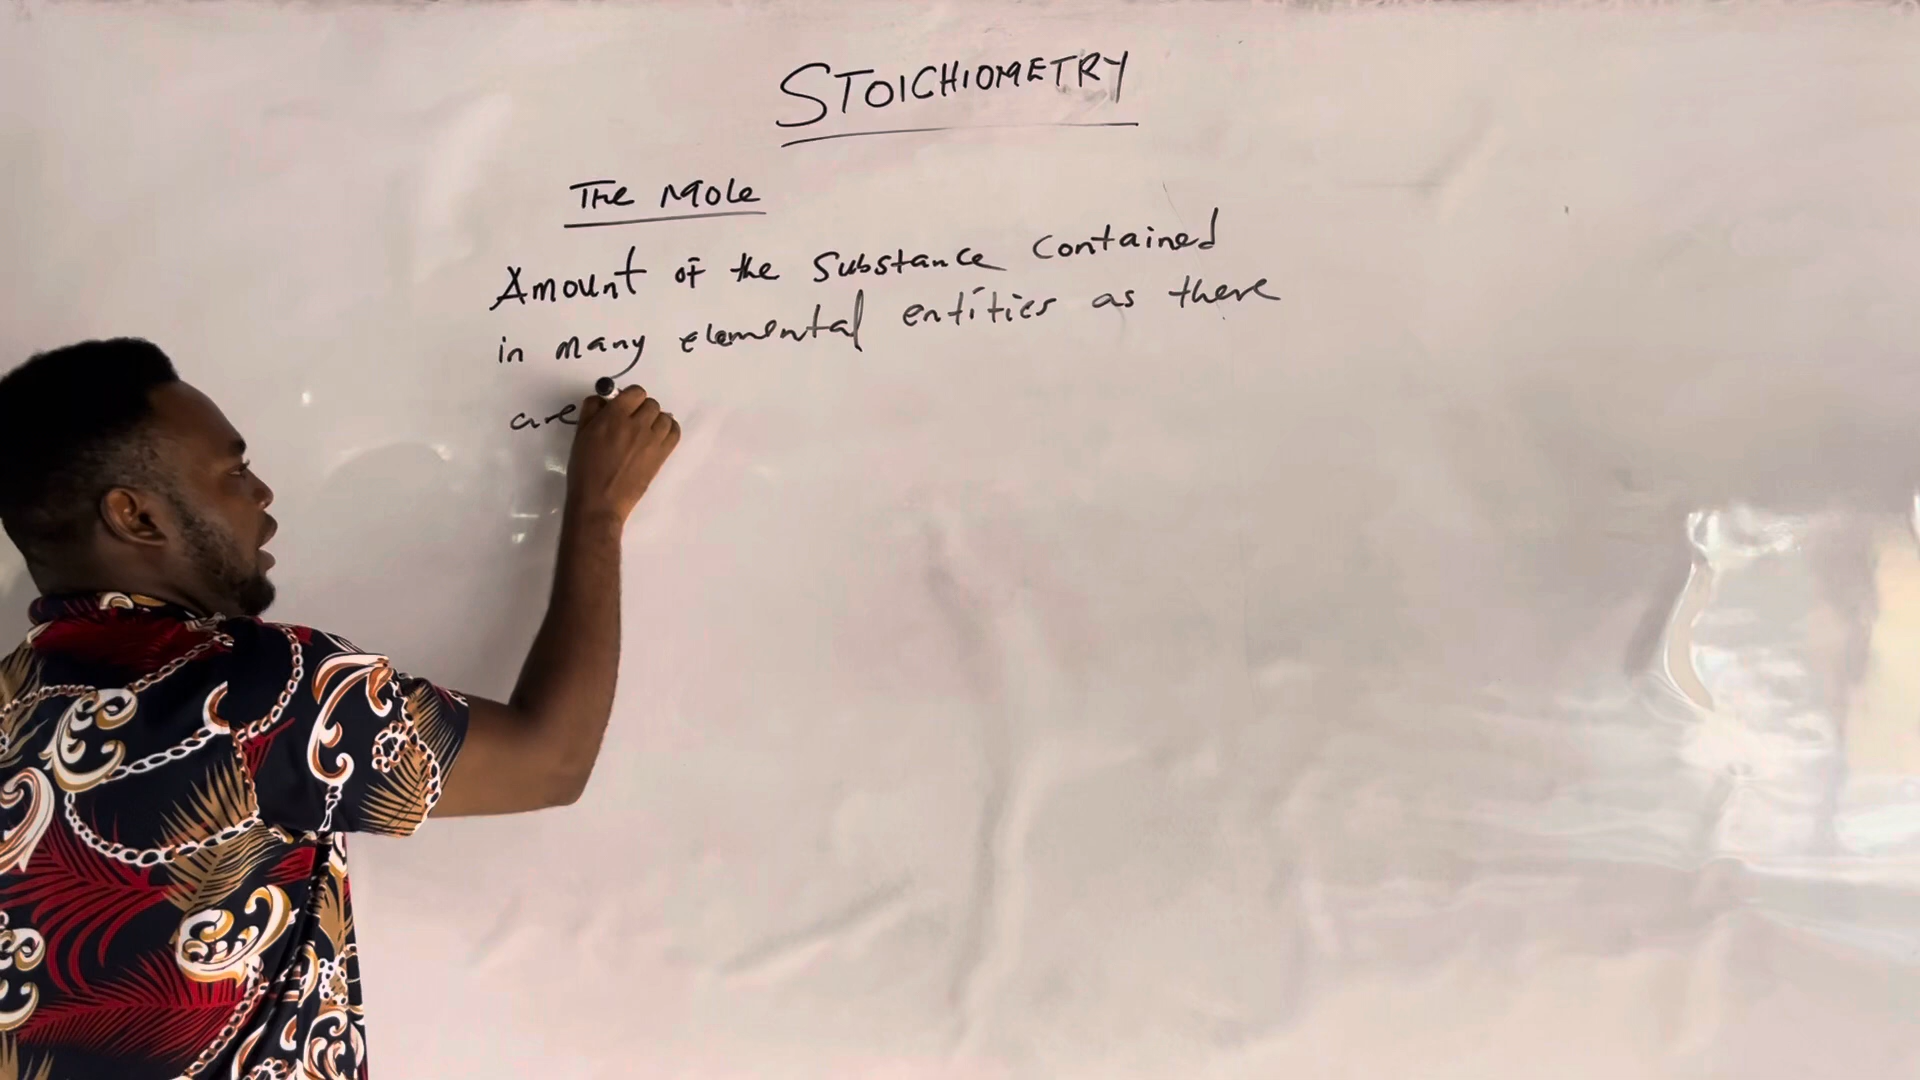 STOICHIOMETRY
The Mole
Amount of the Substance Contained
in many elemental entities as there
are